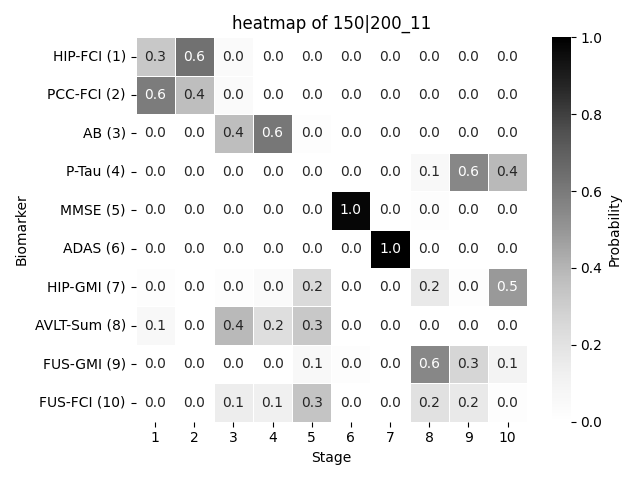 heatmap of 150|200_11
HIP-FCI (1) 0.3 0.6 0.0 0.0 0.0 0.0 0.0 0.0 0.0 0.0
PCC-FCI (2) 0.6 0.4 0.0 0.0 0.0 0.0 0.0 0.0 0.0 0.0
AB (3) 0.0 0.0 0.4 0.6 0.0 0.0 0.0 0.0 0.0 0.0
P-Tau (4) 0.0 0.0 0.0 0.0 0.0 0.0 0.0 0.1 0.6 0.4
MMSE (5) 0.0 0.0 0.0 0.0 0.0 1.0 0.0 0.0 0.0 0.0
ADAS (6) 0.0 0.0 0.0 0.0 0.0 0.0 1.0 0.0 0.0 0.0
HIP-GMI (7) 0.0 0.0 0.0 0.0 0.2 0.0 0.0 0.2 0.0 0.5
AVLT-Sum (8) 0.1 0.0 0.4 0.2 0.3 0.0 0.0 0.0 0.0 0.0
FUS-GMI (9) 0.0 0.0 0.0 0.0 0.1 0.0 0.0 0.6 0.3 0.1
FUS-FCI (10) 0.0 0.0 0.1 0.1 0.3 0.0 0.0 0.2 0.2 0.0
1 2 3 4 5 6 7 8 9 10
Stage
Biomarker
1.0
0.8
0.6
0.4
0.2
0.0
Probability